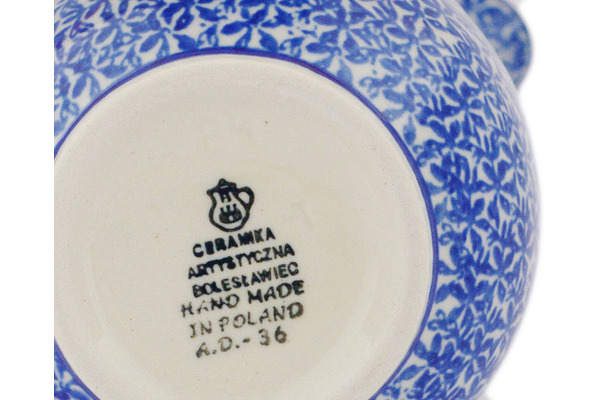 CERAMIKA
ARTYSTYCZNA
BOLESŁAWIEC
HAND MADE
IN POLAND
A.D.-36